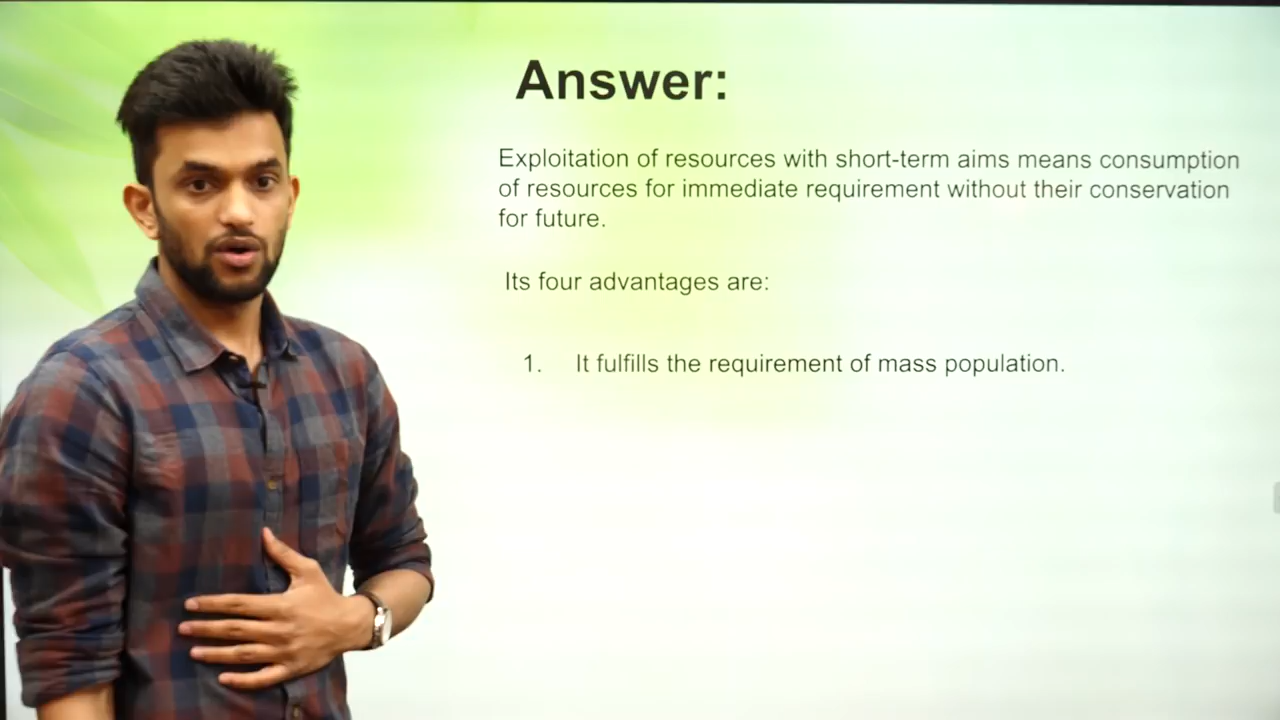 Answer:
Exploitation of resources with short-term aims means consumption
of resources for immediate requirement without their conservation
for future.
Its four advantages are:
1. It fulfills the requirement of mass population.